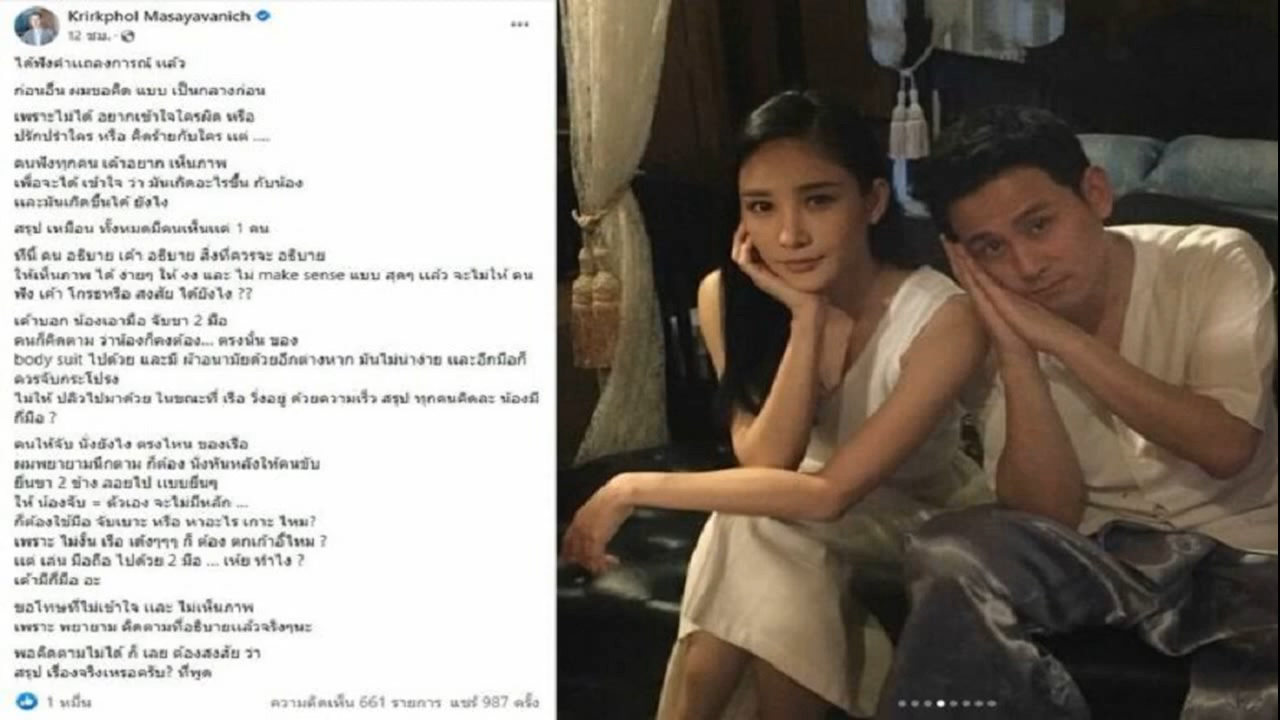 Krirkphol Masayavanich
12 ชม.
ได้ฟังคำแถลงการณ์ แล้ว
ก่อนอื่น ผมขอคิด แบบ เป็นกลางก่อน
เพราะไม่ได้ อยากเข้าใจใครผิด หรือ
ปรักปรำใคร หรือ คิดร้ายกับใคร แต่ ....
คนฟังทุกคน เค้าอยาก เห็นภาพ
เพื่อจะได้ เข้าใจ ว่า มันเกิดอะไรขึ้น กับน้อง
และมันเกิดขึ้นได้ ยังไง
สรุป เหมือน ทั้งหมดมีคนเห็นแค่ 1 คน
ทีนี้ คน อธิบาย เค้า อธิบาย สิ่งที่ควรจะ อธิบาย
ให้เห็นภาพ ได้ ง่ายๆ ให้ งง และ ไม่ make sense แบบ สุดๆ แล้ว จะไม่ให้ คน
ฟัง เค้า โกรธหรือ สงสัย ได้ยังไง ??
เค้าบอก น้องเอามือ จับขา 2 มือ
คนก็คิดตาม ว่าน้องก็คงต้อง... ตรงนั้น ของ
body suit ไปด้วย และมี ผ้าอนามัยด้วยอีกต่างหาก มันไม่น่าง่าย และอีกมือก็
ควรจับกระโปรง
ไม่ให้ ปลิวไปมาด้วย ในขณะที่ เรือ วิ่งอยู่ ด้วยความเร็ว สรุป ทุกคนคิดละ น้องมี
กี่มือ ?
คนให้จับ นั่งยังไง ตรงไหน ของเรือ
ผมพยายามนึกตาม ก็ต้อง นั่งหันหลังให้คนขับ
ยื่นขา 2 ข้าง ลอยไป แบบยื่นๆ
ให้ น้องจับ = ตัวเอง จะไม่มีหลัก ...
ก็ต้องใช้มือ จับเบาะ หรือ หาอะไร เกาะ ไหม?
เพราะ ไม่งั้น เรือ เด้งๆๆๆ ก็ ต้อง ตกเก้าอี้ไหม ?
แต่ เล่น มือถือ ไปด้วย 2 มือ ... เห้ย ทำไง ?
เค้ามีกี่มือ อะ
ขอโทษที่ไม่เข้าใจ และ ไม่เห็นภาพ
เพราะ พยายาม คิดตามที่อธิบายแล้วจริงๆนะ
พอคิดตามไม่ได้ ก็ เลย ต้องสงสัย ว่า
สรุป เรื่องจริงเหรอครับ? ที่พูด
1 หมื่น ความคิดเห็น 661 รายการ แชร์ 987 ครั้ง